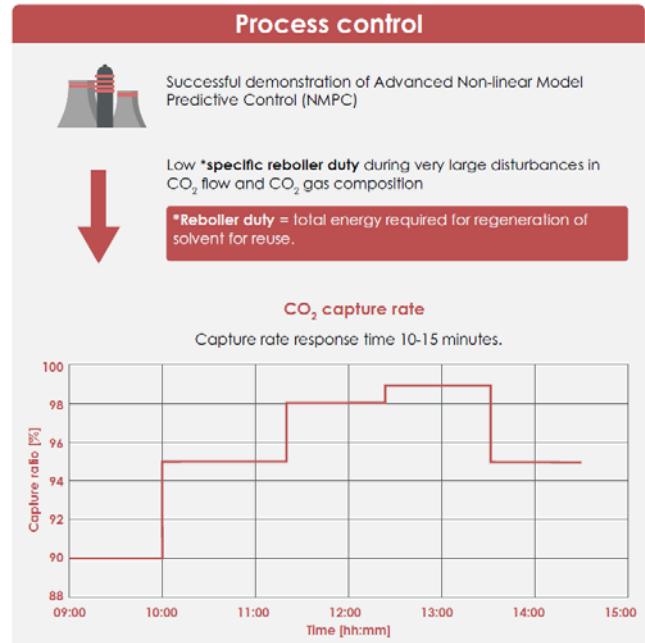 Process control
Successful demonstration of Advanced Non-linear Model
Predictive Control (NMPC)
Low *specific reboiler duty during very large disturbances in
CO₂ flow and CO₂ gas composition
*Reboiler duty = total energy required for regeneration of
solvent for reuse.
CO₂ capture rate
Capture rate response time 10-15 minutes.
Capture ratio [%]
100
98
96
94
92
90
88
09:00 10:00 11:00 12:00 13:00 14:00 15:00
Time [hh:mm]